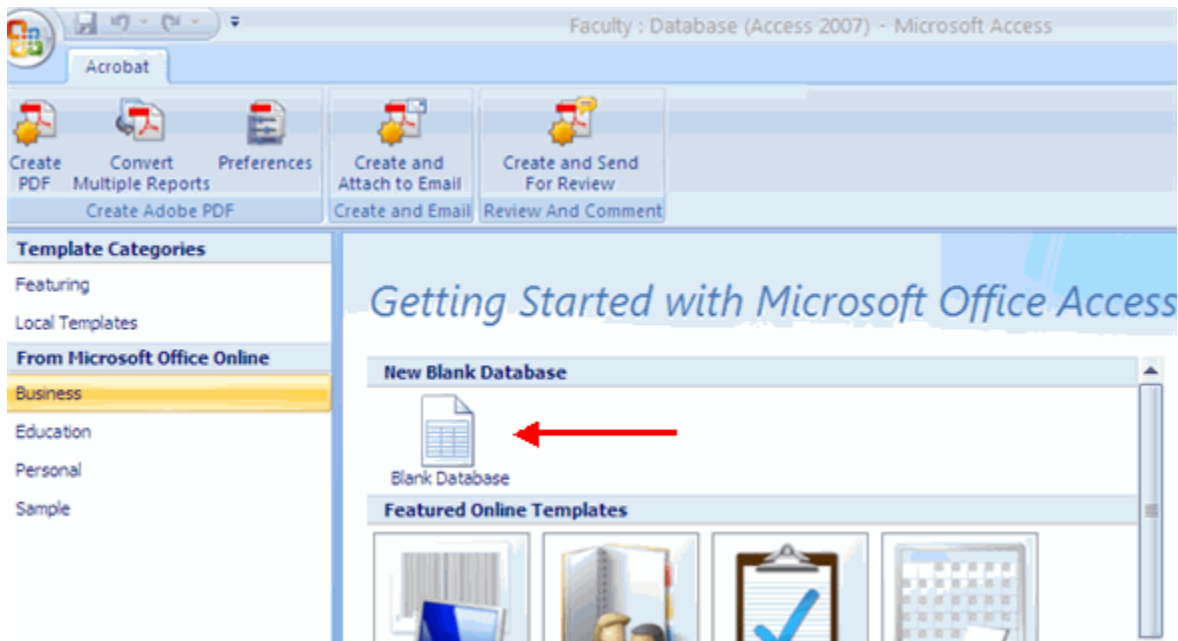 Faculty : Database (Access 2007) - Microsoft Access
Acrobat
Create PDF
Convert Multiple Reports
Preferences
Create and Attach to Email
Create and Send For Review
Create Adobe PDF
Create and Email
Review And Comment
Template Categories
Featuring
Local Templates
From Microsoft Office Online
Business
Education
Personal
Sample
Getting Started with Microsoft Office Access
New Blank Database
Blank Database
Featured Online Templates